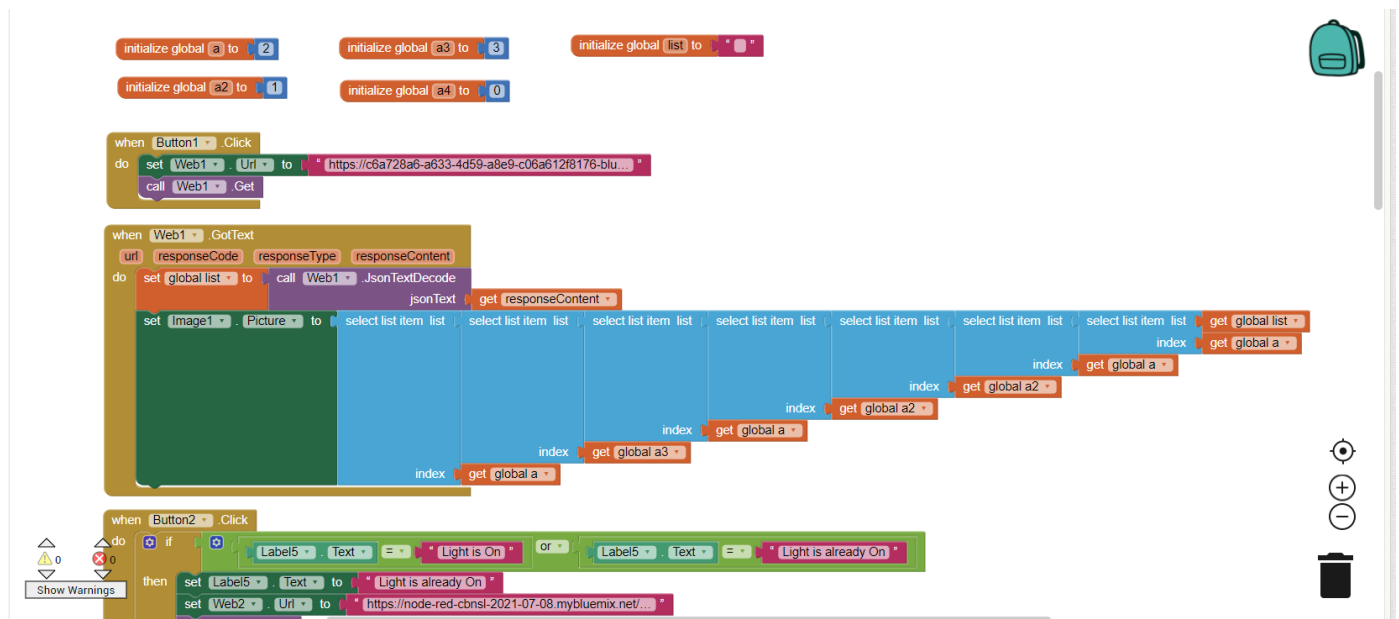 initialize global a to 2
initialize global a3 to 3
initialize global list to " "
initialize global a2 to 1
initialize global a4 to 0
when Button1 .Click
do set Web1 . Url to " https://c6a728a6-a633-4d59-a8e9-c06a612f8176-blu... "
call Web1 .Get
when Web1 .GotText
url responseCode responseType responseContent
do set global list to call Web1 .JsonTextDecode
jsonText get responseContent
set Image1 . Picture to select list item list select list item list select list item list select list item list select list item list select list item list select list item list get global list
index get global a
index get global a
index get global a2
index get global a2
index get global a
index get global a3
index get global a
when Button2 .Click
do if Label5 . Text = " Light is On " or Label5 . Text = " Light is already On "
then set Label5 . Text to " Light is already On "
set Web2 . Url to " https://node-red-cbnsl-2021-07-08.mybluemix.net/... "
0 0
Show Warnings